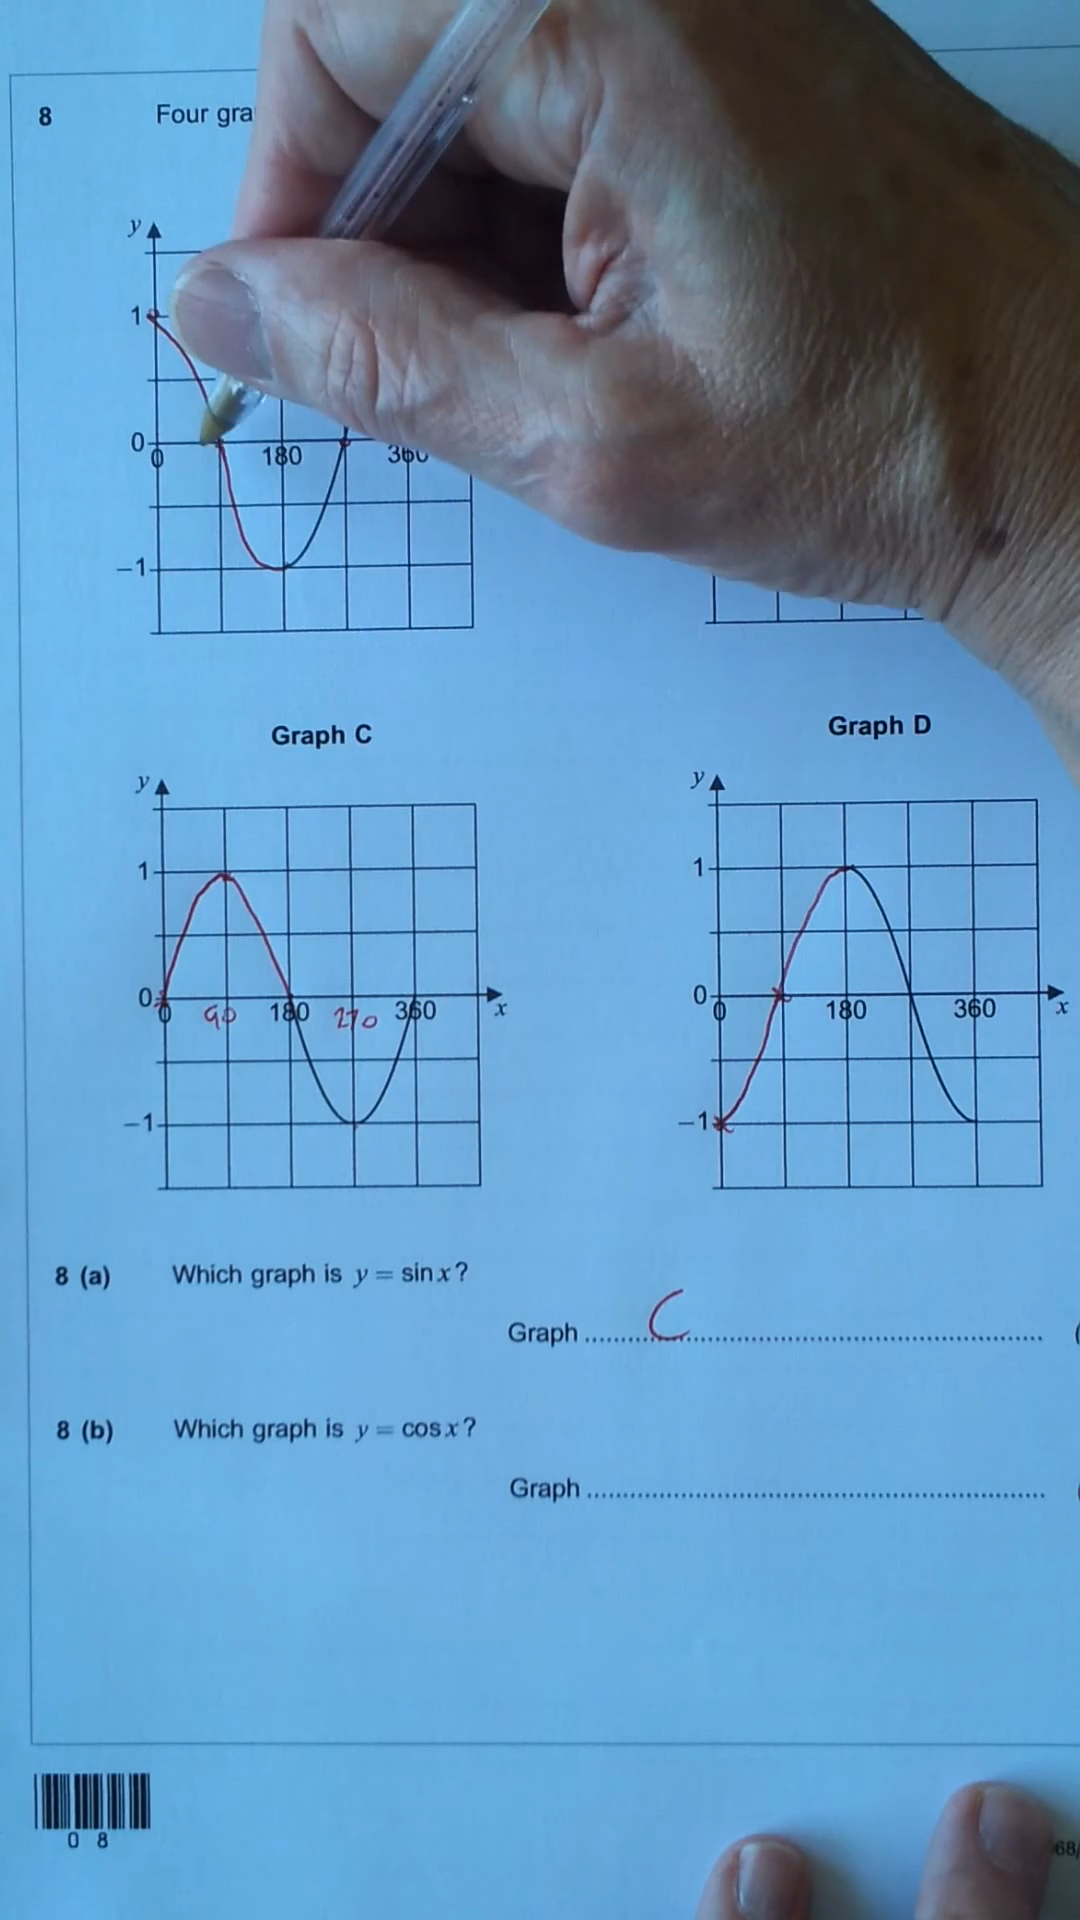 8 Four gra
y
1
0
0 180 360
−1
Graph C Graph D
y y
1 1
0 0
0 90 180 270 360 x 0 180 360 x
−1 −1
8 (a) Which graph is y = sin x?
Graph .......... C ..........
8 (b) Which graph is y = cos x?
Graph ....................
0 8
68/